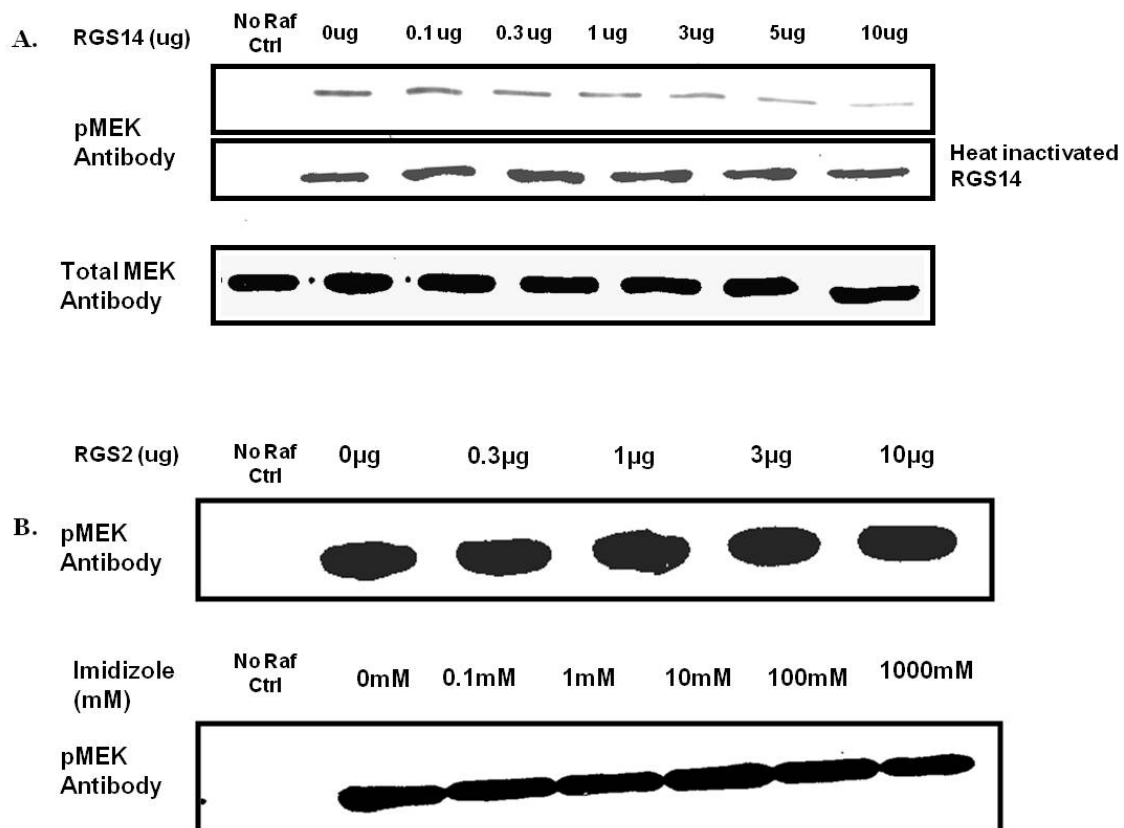 A.
RGS14 (ug)
No Raf
Ctrl
0ug
0.1 ug
0.3 ug
1 ug
3ug
5ug
10ug
pMEK
Antibody
Heat inactivated
RGS14
Total MEK
Antibody
RGS2 (ug)
No Raf
Ctrl
0µg
0.3µg
1µg
3µg
10µg
B.
pMEK
Antibody
Imidizole
(mM)
No Raf
Ctrl
0mM
0.1mM
1mM
10mM
100mM
1000mM
pMEK
Antibody